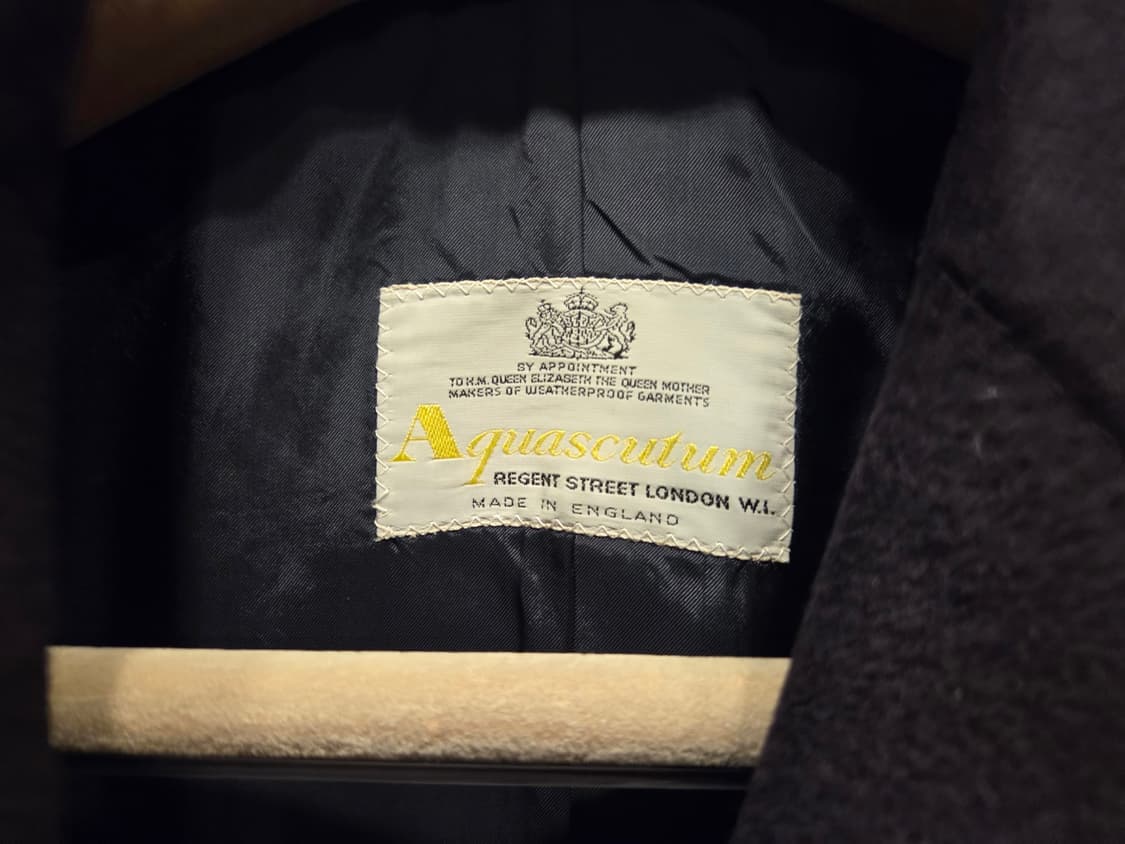 BY APPOINTMENT
TO H.M. QUEEN ELIZABETH THE QUEEN MOTHER
MAKERS OF WEATHERPROOF GARMENTS
Aquascutum
REGENT STREET LONDON W.1.
MADE IN ENGLAND